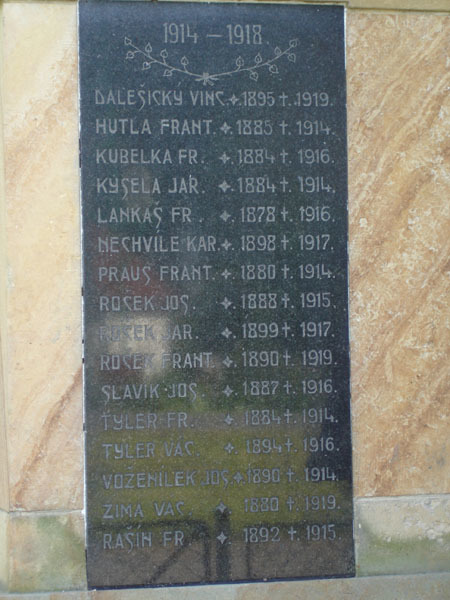 1914 – 1918
DALEŠICKÝ VINC. * 1895 †. 1919.
HUTLA FRANT. * 1885 †. 1914.
KUBELKA FR. * 1884 †. 1916.
KYSELA JAR. * 1884 †. 1914.
LANKAŠ FR. * 1878 †. 1916.
NECHVILE KAR. * 1898 †. 1917.
PRAUS FRANT. * 1880 †. 1914.
ROSEK JOS. * 1888 †. 1915.
ROSEK JAR. * 1899 †. 1917.
ROSEK FRANT. * 1890 †. 1919.
SLAVÍK JOS * 1887 †. 1916.
TYLER FR. * 1884 †. 1914.
TYLER VÁC. * 1894 †. 1916.
VOŽENÍLEK JOS. * 1890 †. 1914.
ZIMA VÁC. * 1880 †. 1919.
RAŠÍN FR. * 1892 †. 1915.